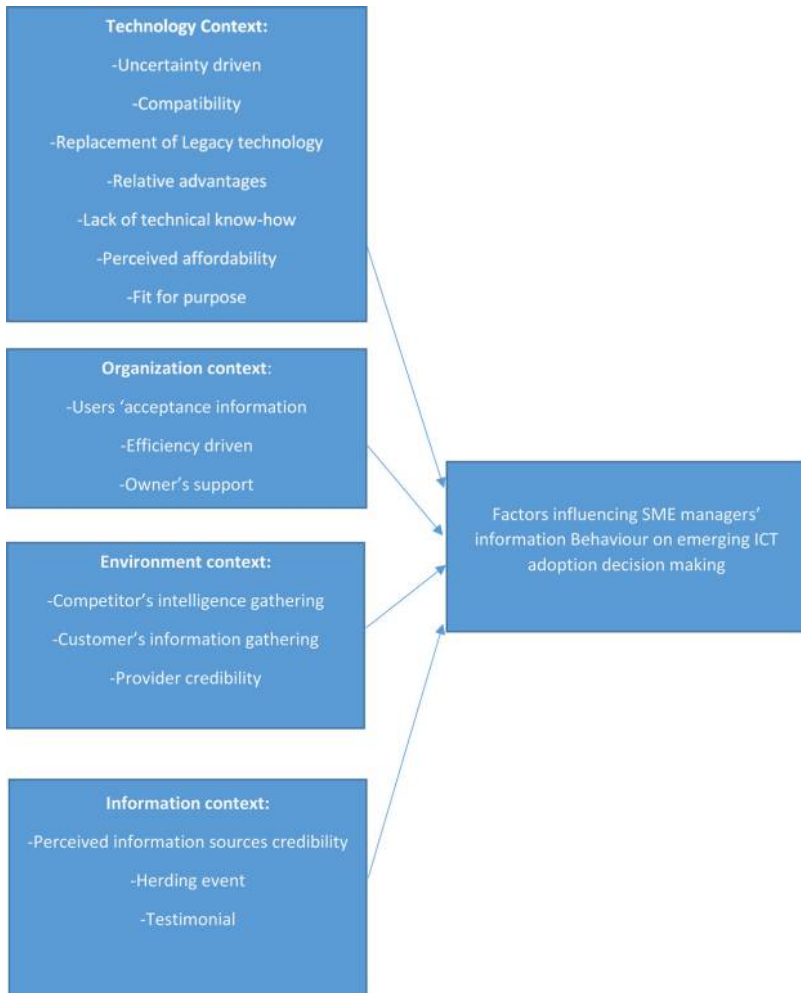 Technology Context:
-Uncertainty driven
-Compatibility
-Replacement of Legacy technology
-Relative advantages
-Lack of technical know-how
-Perceived affordability
-Fit for purpose
Organization context:
-Users ‘acceptance information
-Efficiency driven
-Owner’s support
Environment context:
-Competitor’s intelligence gathering
-Customer’s information gathering
-Provider credibility
Information context:
-Perceived information sources credibility
-Herding event
-Testimonial
Factors influencing SME managers’
information Behaviour on emerging ICT
adoption decision making